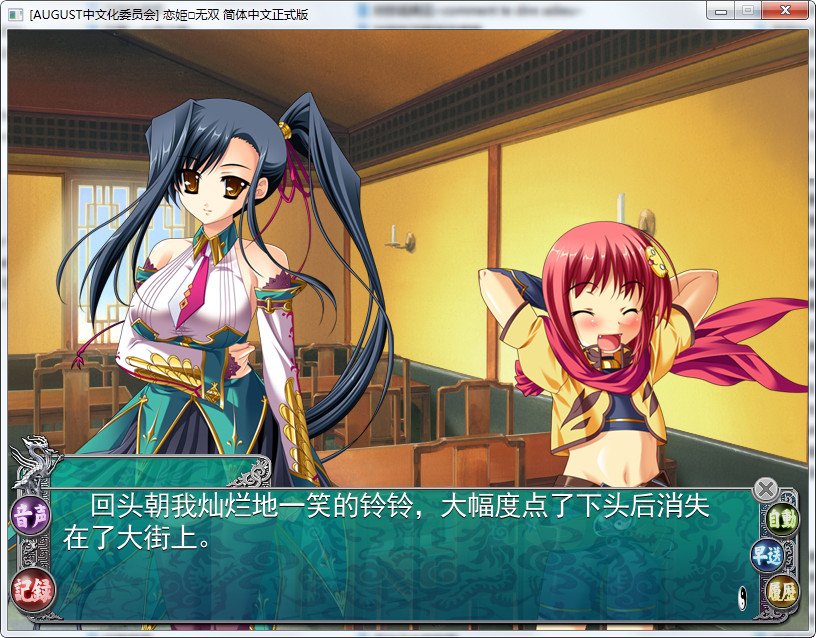 [AUGUST中文化委员会] 恋姫□无双 简体中文正式版
回头朝我灿烂地一笑的铃铃，大幅度点了下头后消失
在了大街上。
音声
自動
早送
記録
履歴